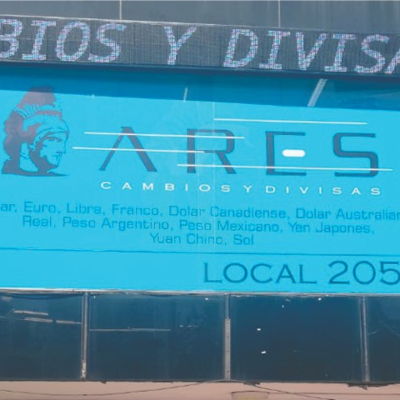 BIOS Y DIVISA
ARES
CAMBIOS Y DIVISAS
ar, Euro, Libra, Franco, Dolar Canadiense, Dolar Australian
Real, Peso Argentino, Peso Mexicano, Yen Japones,
Yuan Chino, Sol
LOCAL 205